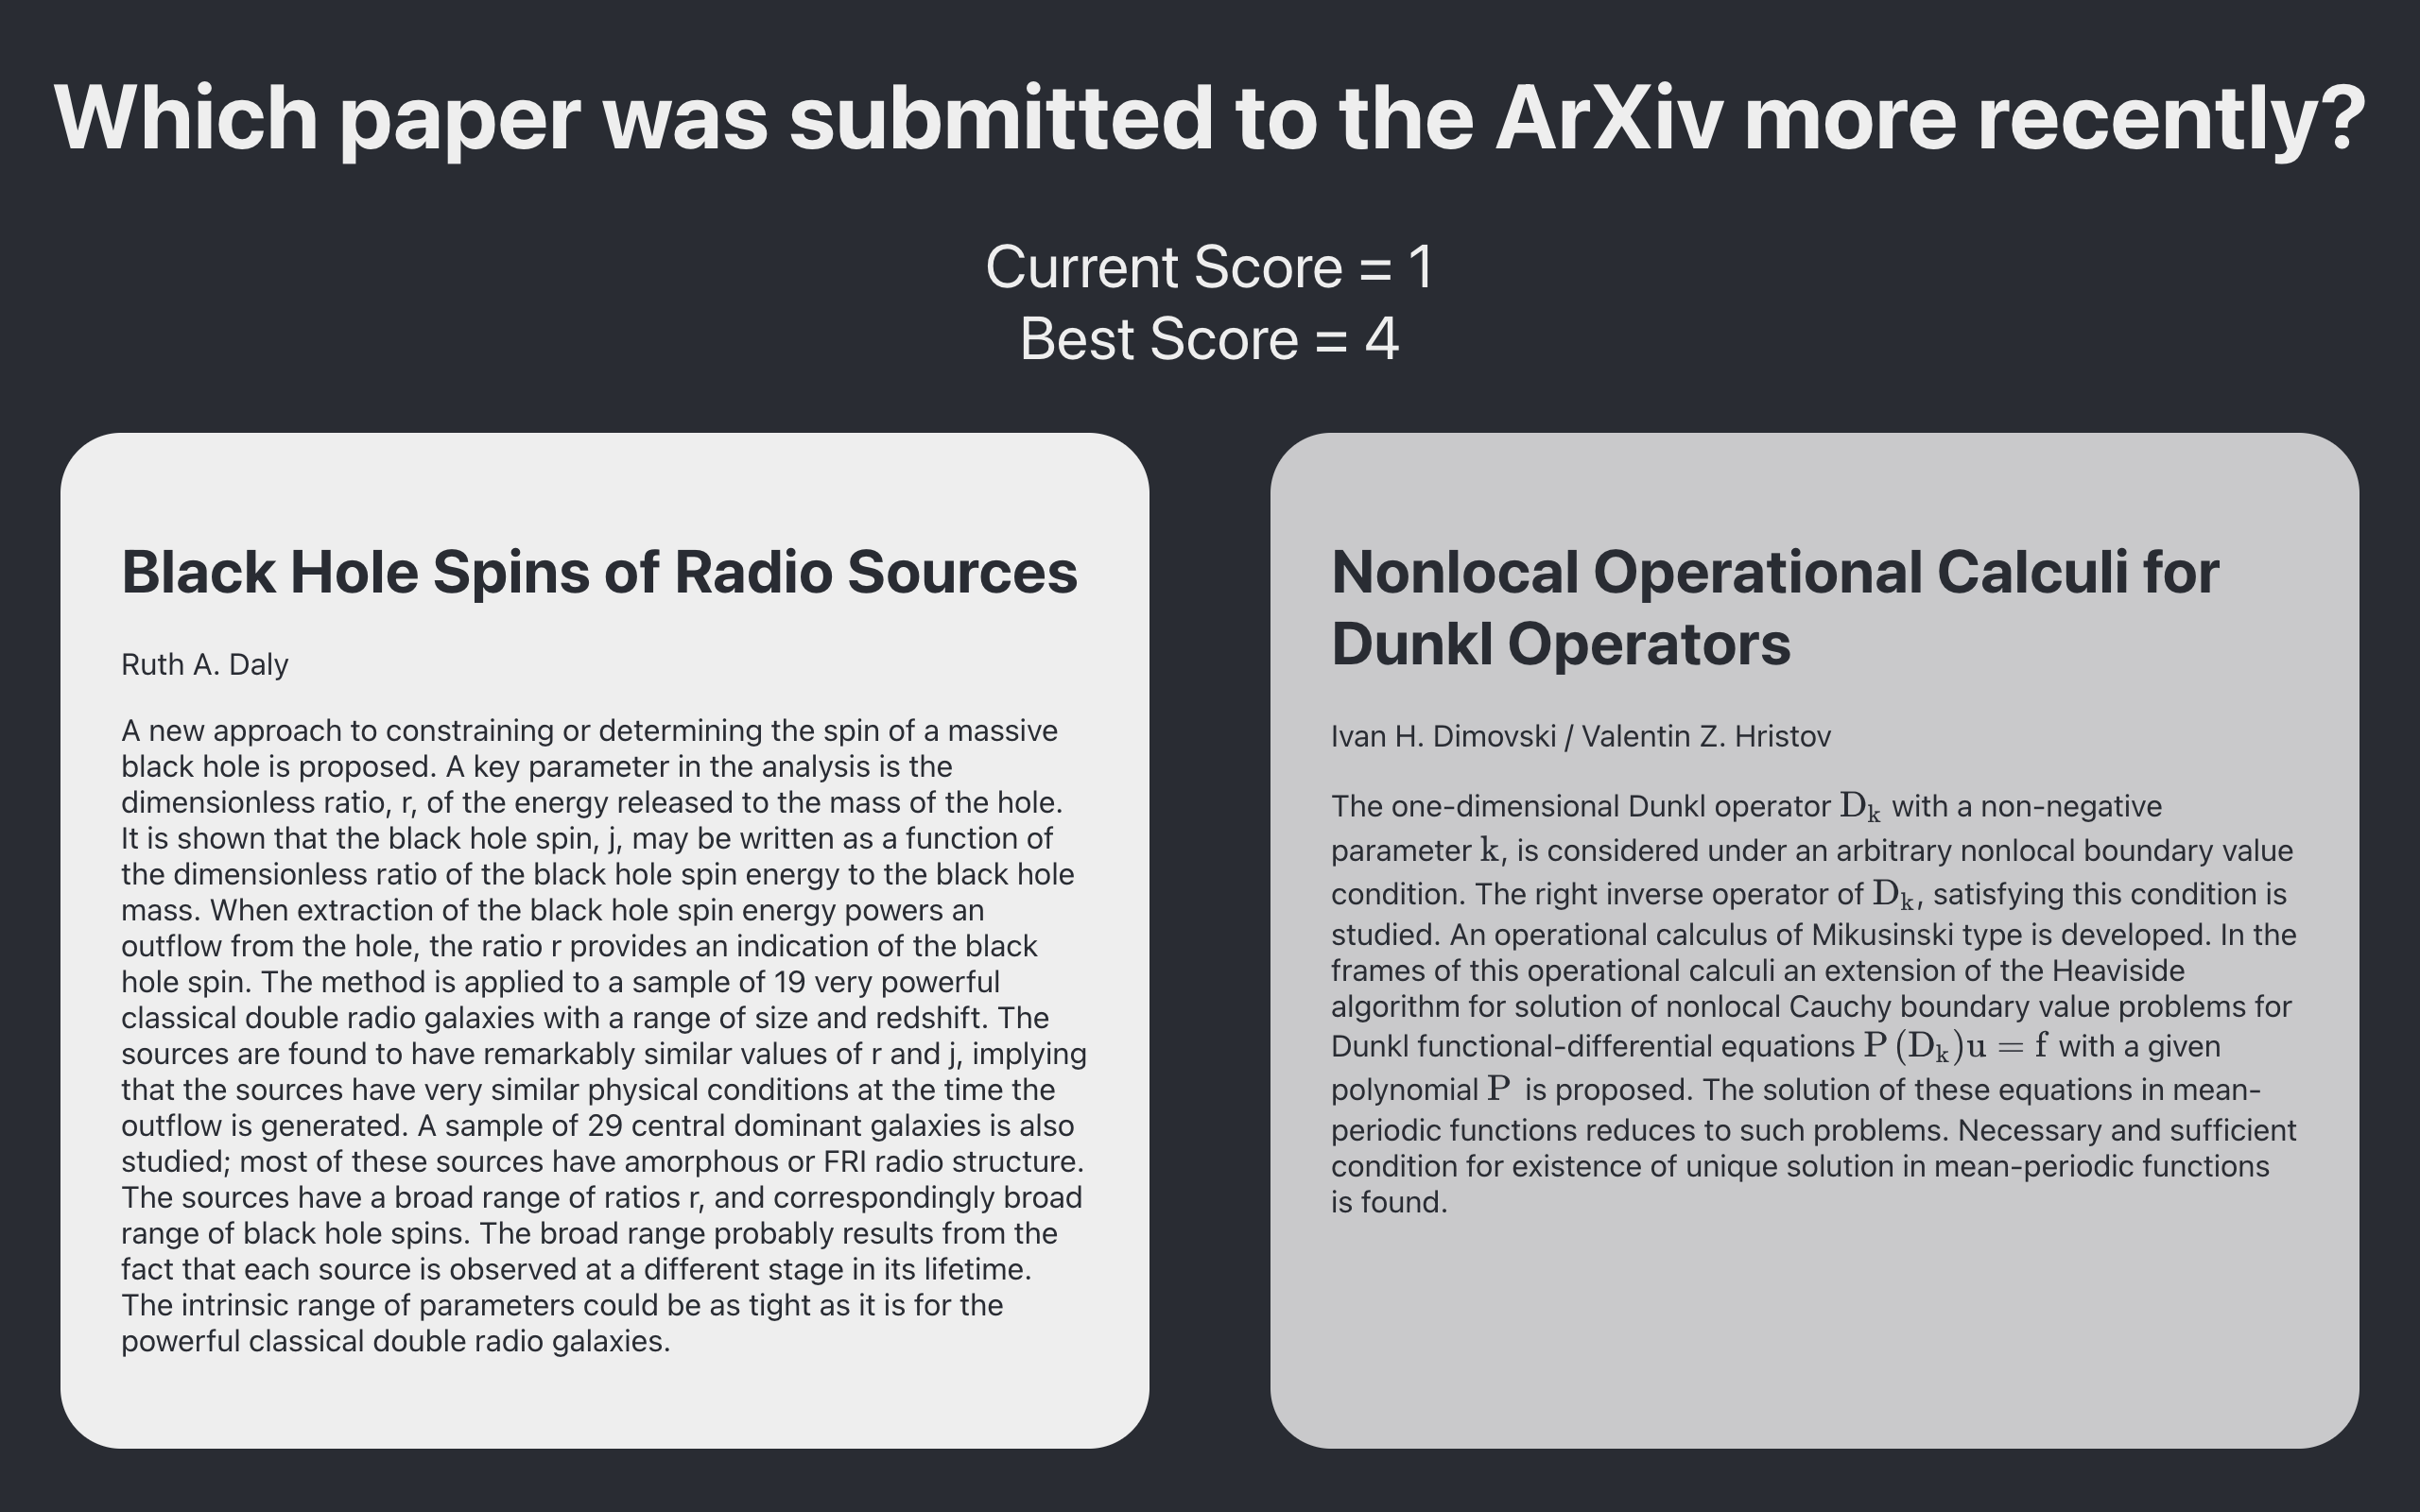 Which paper was submitted to the ArXiv more recently?
Current Score = 1
Best Score = 4
Black Hole Spins of Radio Sources
Ruth A. Daly
A new approach to constraining or determining the spin of a massive
black hole is proposed. A key parameter in the analysis is the
dimensionless ratio, r, of the energy released to the mass of the hole.
It is shown that the black hole spin, j, may be written as a function of
the dimensionless ratio of the black hole spin energy to the black hole
mass. When extraction of the black hole spin energy powers an
outflow from the hole, the ratio r provides an indication of the black
hole spin. The method is applied to a sample of 19 very powerful
classical double radio galaxies with a range of size and redshift. The
sources are found to have remarkably similar values of r and j, implying
that the sources have very similar physical conditions at the time the
outflow is generated. A sample of 29 central dominant galaxies is also
studied; most of these sources have amorphous or FRI radio structure.
The sources have a broad range of ratios r, and correspondingly broad
range of black hole spins. The broad range probably results from the
fact that each source is observed at a different stage in its lifetime.
The intrinsic range of parameters could be as tight as it is for the
powerful classical double radio galaxies.
Nonlocal Operational Calculi for
Dunkl Operators
Ivan H. Dimovski / Valentin Z. Hristov
The one-dimensional Dunkl operator D_k with a non-negative
parameter k, is considered under an arbitrary nonlocal boundary value
condition. The right inverse operator of D_k, satisfying this condition is
studied. An operational calculus of Mikusinski type is developed. In the
frames of this operational calculi an extension of the Heaviside
algorithm for solution of nonlocal Cauchy boundary value problems for
Dunkl functional-differential equations P(D_k)u = f with a given
polynomial P is proposed. The solution of these equations in mean-
periodic functions reduces to such problems. Necessary and sufficient
condition for existence of unique solution in mean-periodic functions
is found.